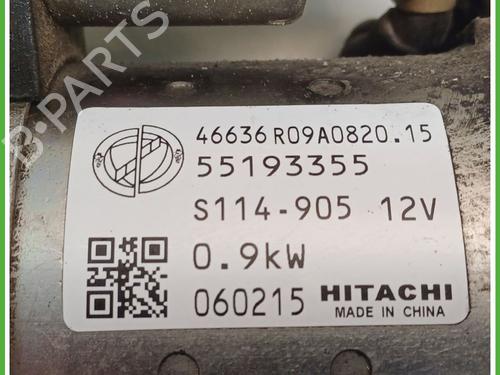 B-PARTS
46636 R09A0820.15
55193355
S114-905 12V
0.9kW
060215 HITACHI
MADE IN CHINA